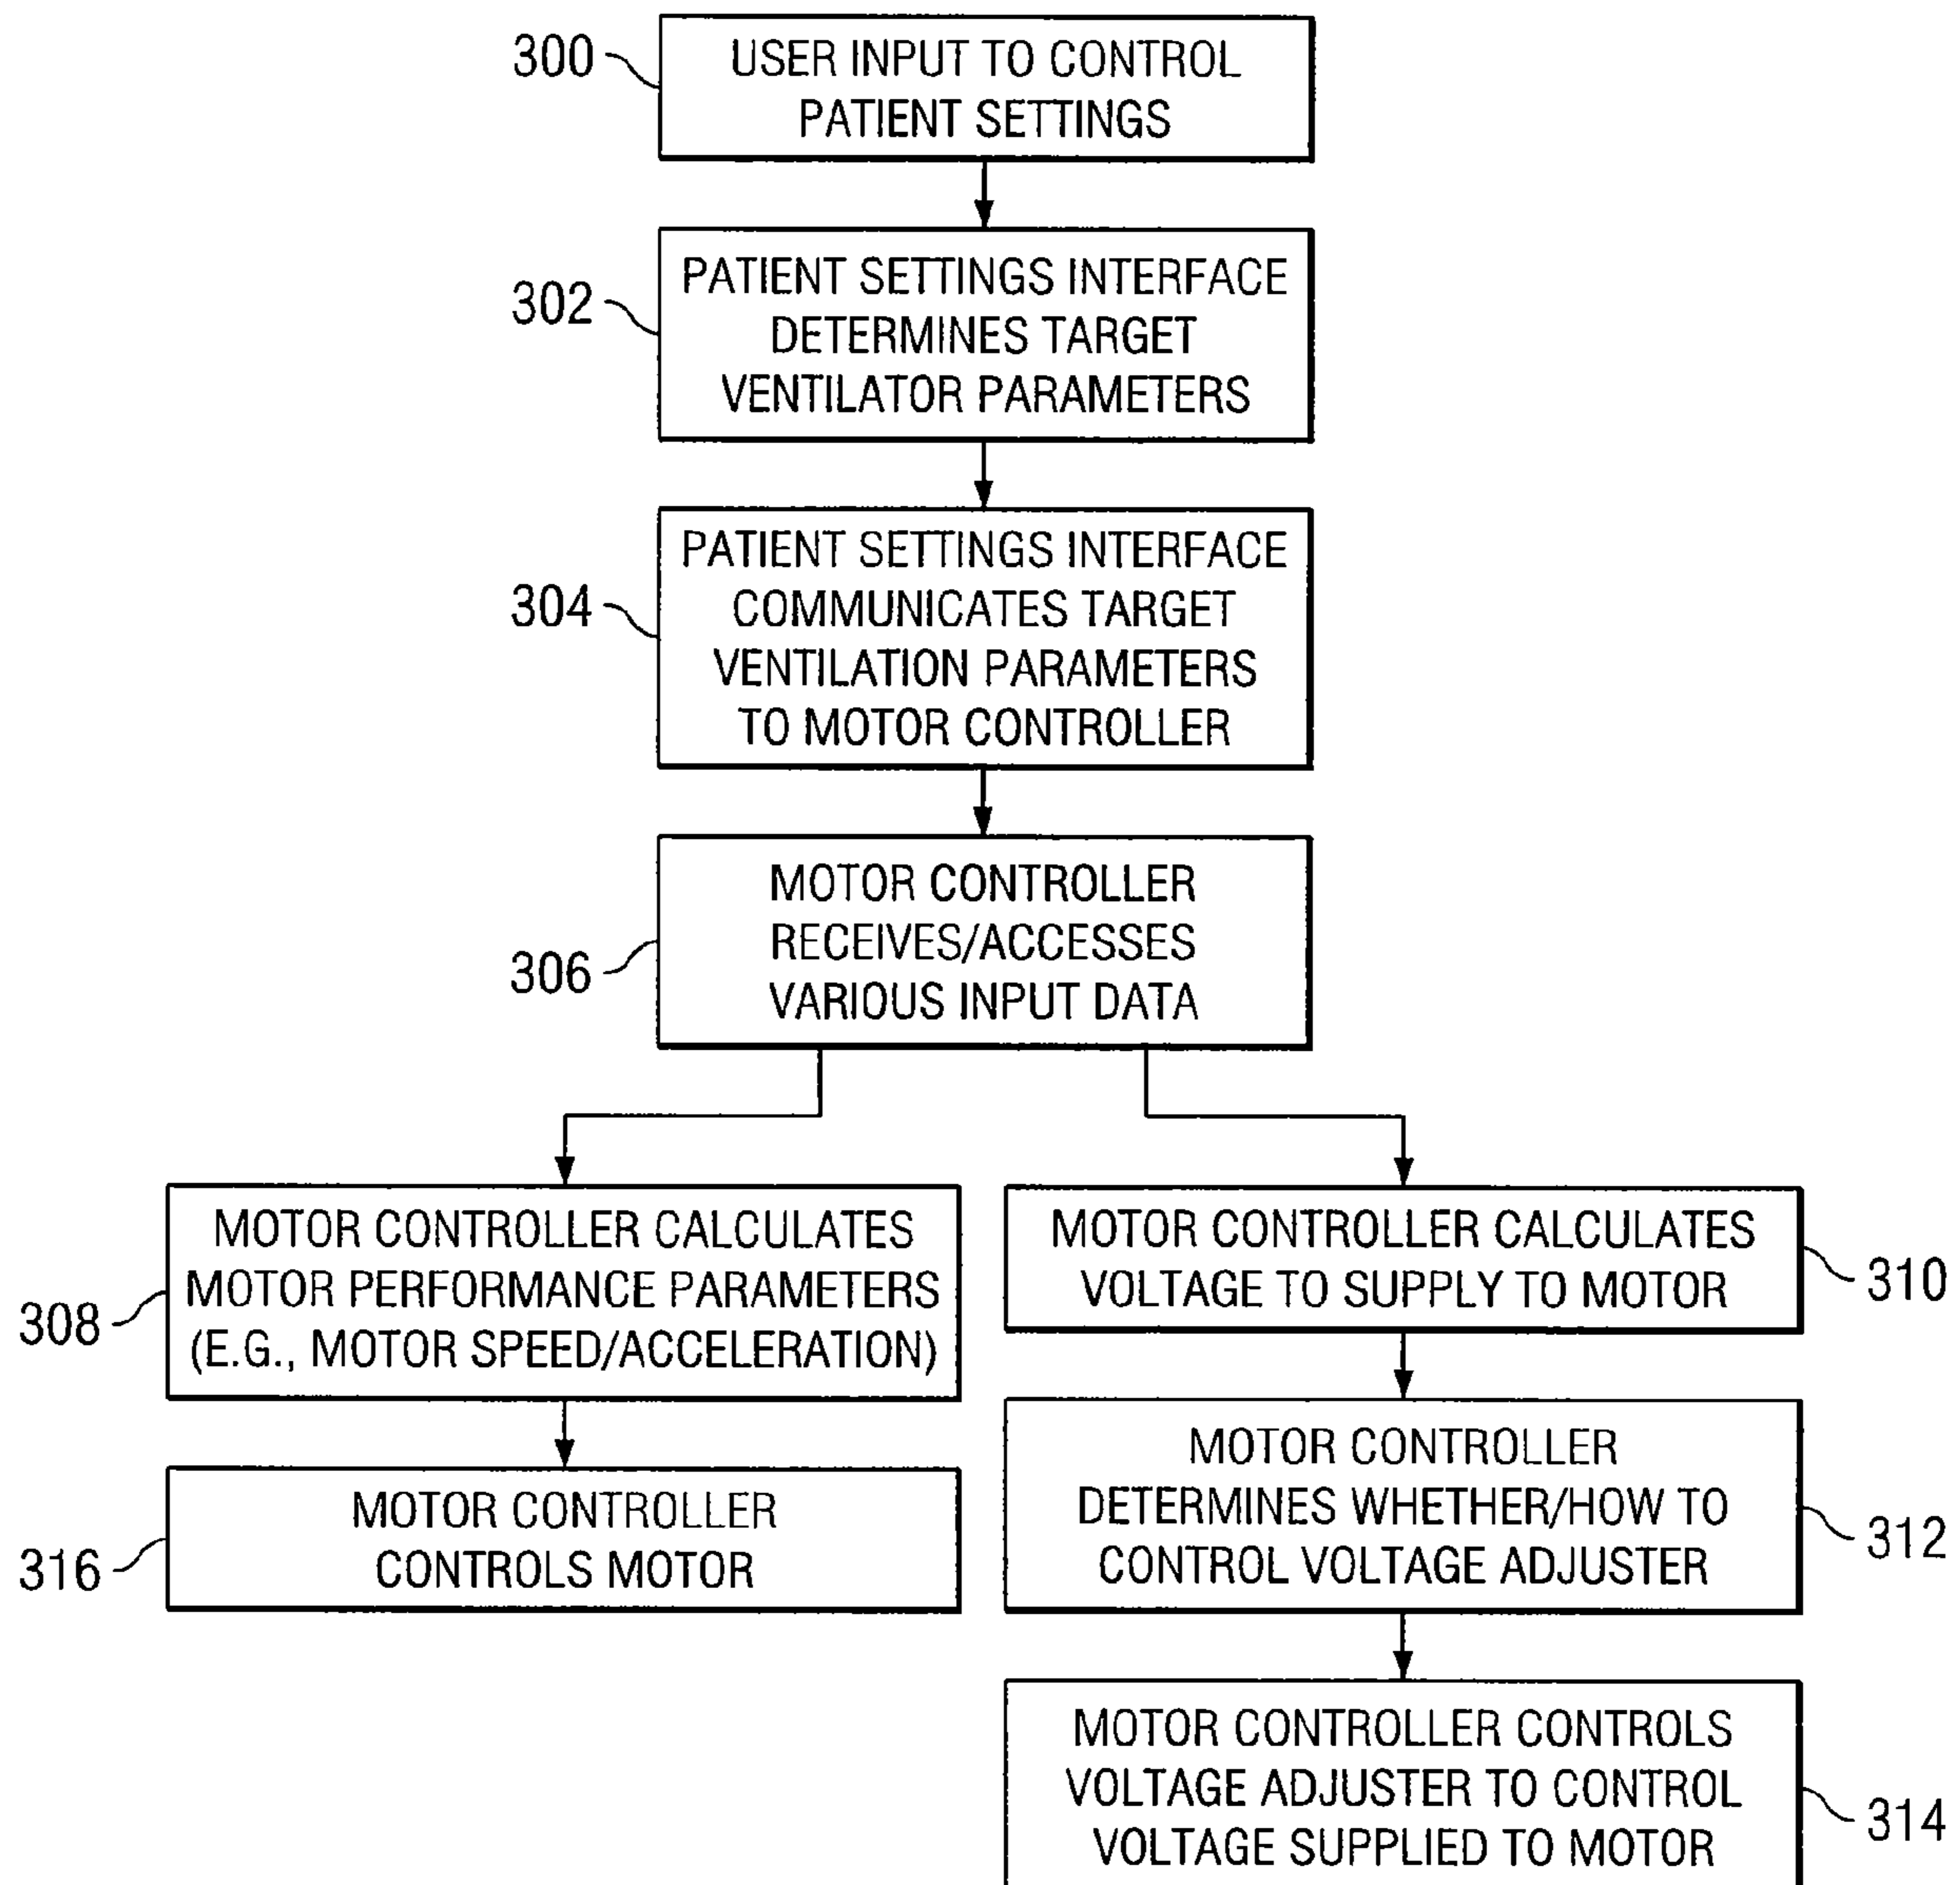 300
USER INPUT TO CONTROL
PATIENT SETTINGS
302
PATIENT SETTINGS INTERFACE
DETERMINES TARGET
VENTILATOR PARAMETERS
304
PATIENT SETTINGS INTERFACE
COMMUNICATES TARGET
VENTILATION PARAMETERS
TO MOTOR CONTROLLER
306
MOTOR CONTROLLER
RECEIVES/ACCESSES
VARIOUS INPUT DATA
308
MOTOR CONTROLLER CALCULATES
MOTOR PERFORMANCE PARAMETERS
(E.G., MOTOR SPEED/ACCELERATION)
316
MOTOR CONTROLLER
CONTROLS MOTOR
MOTOR CONTROLLER CALCULATES
VOLTAGE TO SUPPLY TO MOTOR
310
MOTOR CONTROLLER
DETERMINES WHETHER/HOW TO
CONTROL VOLTAGE ADJUSTER
312
MOTOR CONTROLLER CONTROLS
VOLTAGE ADJUSTER TO CONTROL
VOLTAGE SUPPLIED TO MOTOR
314